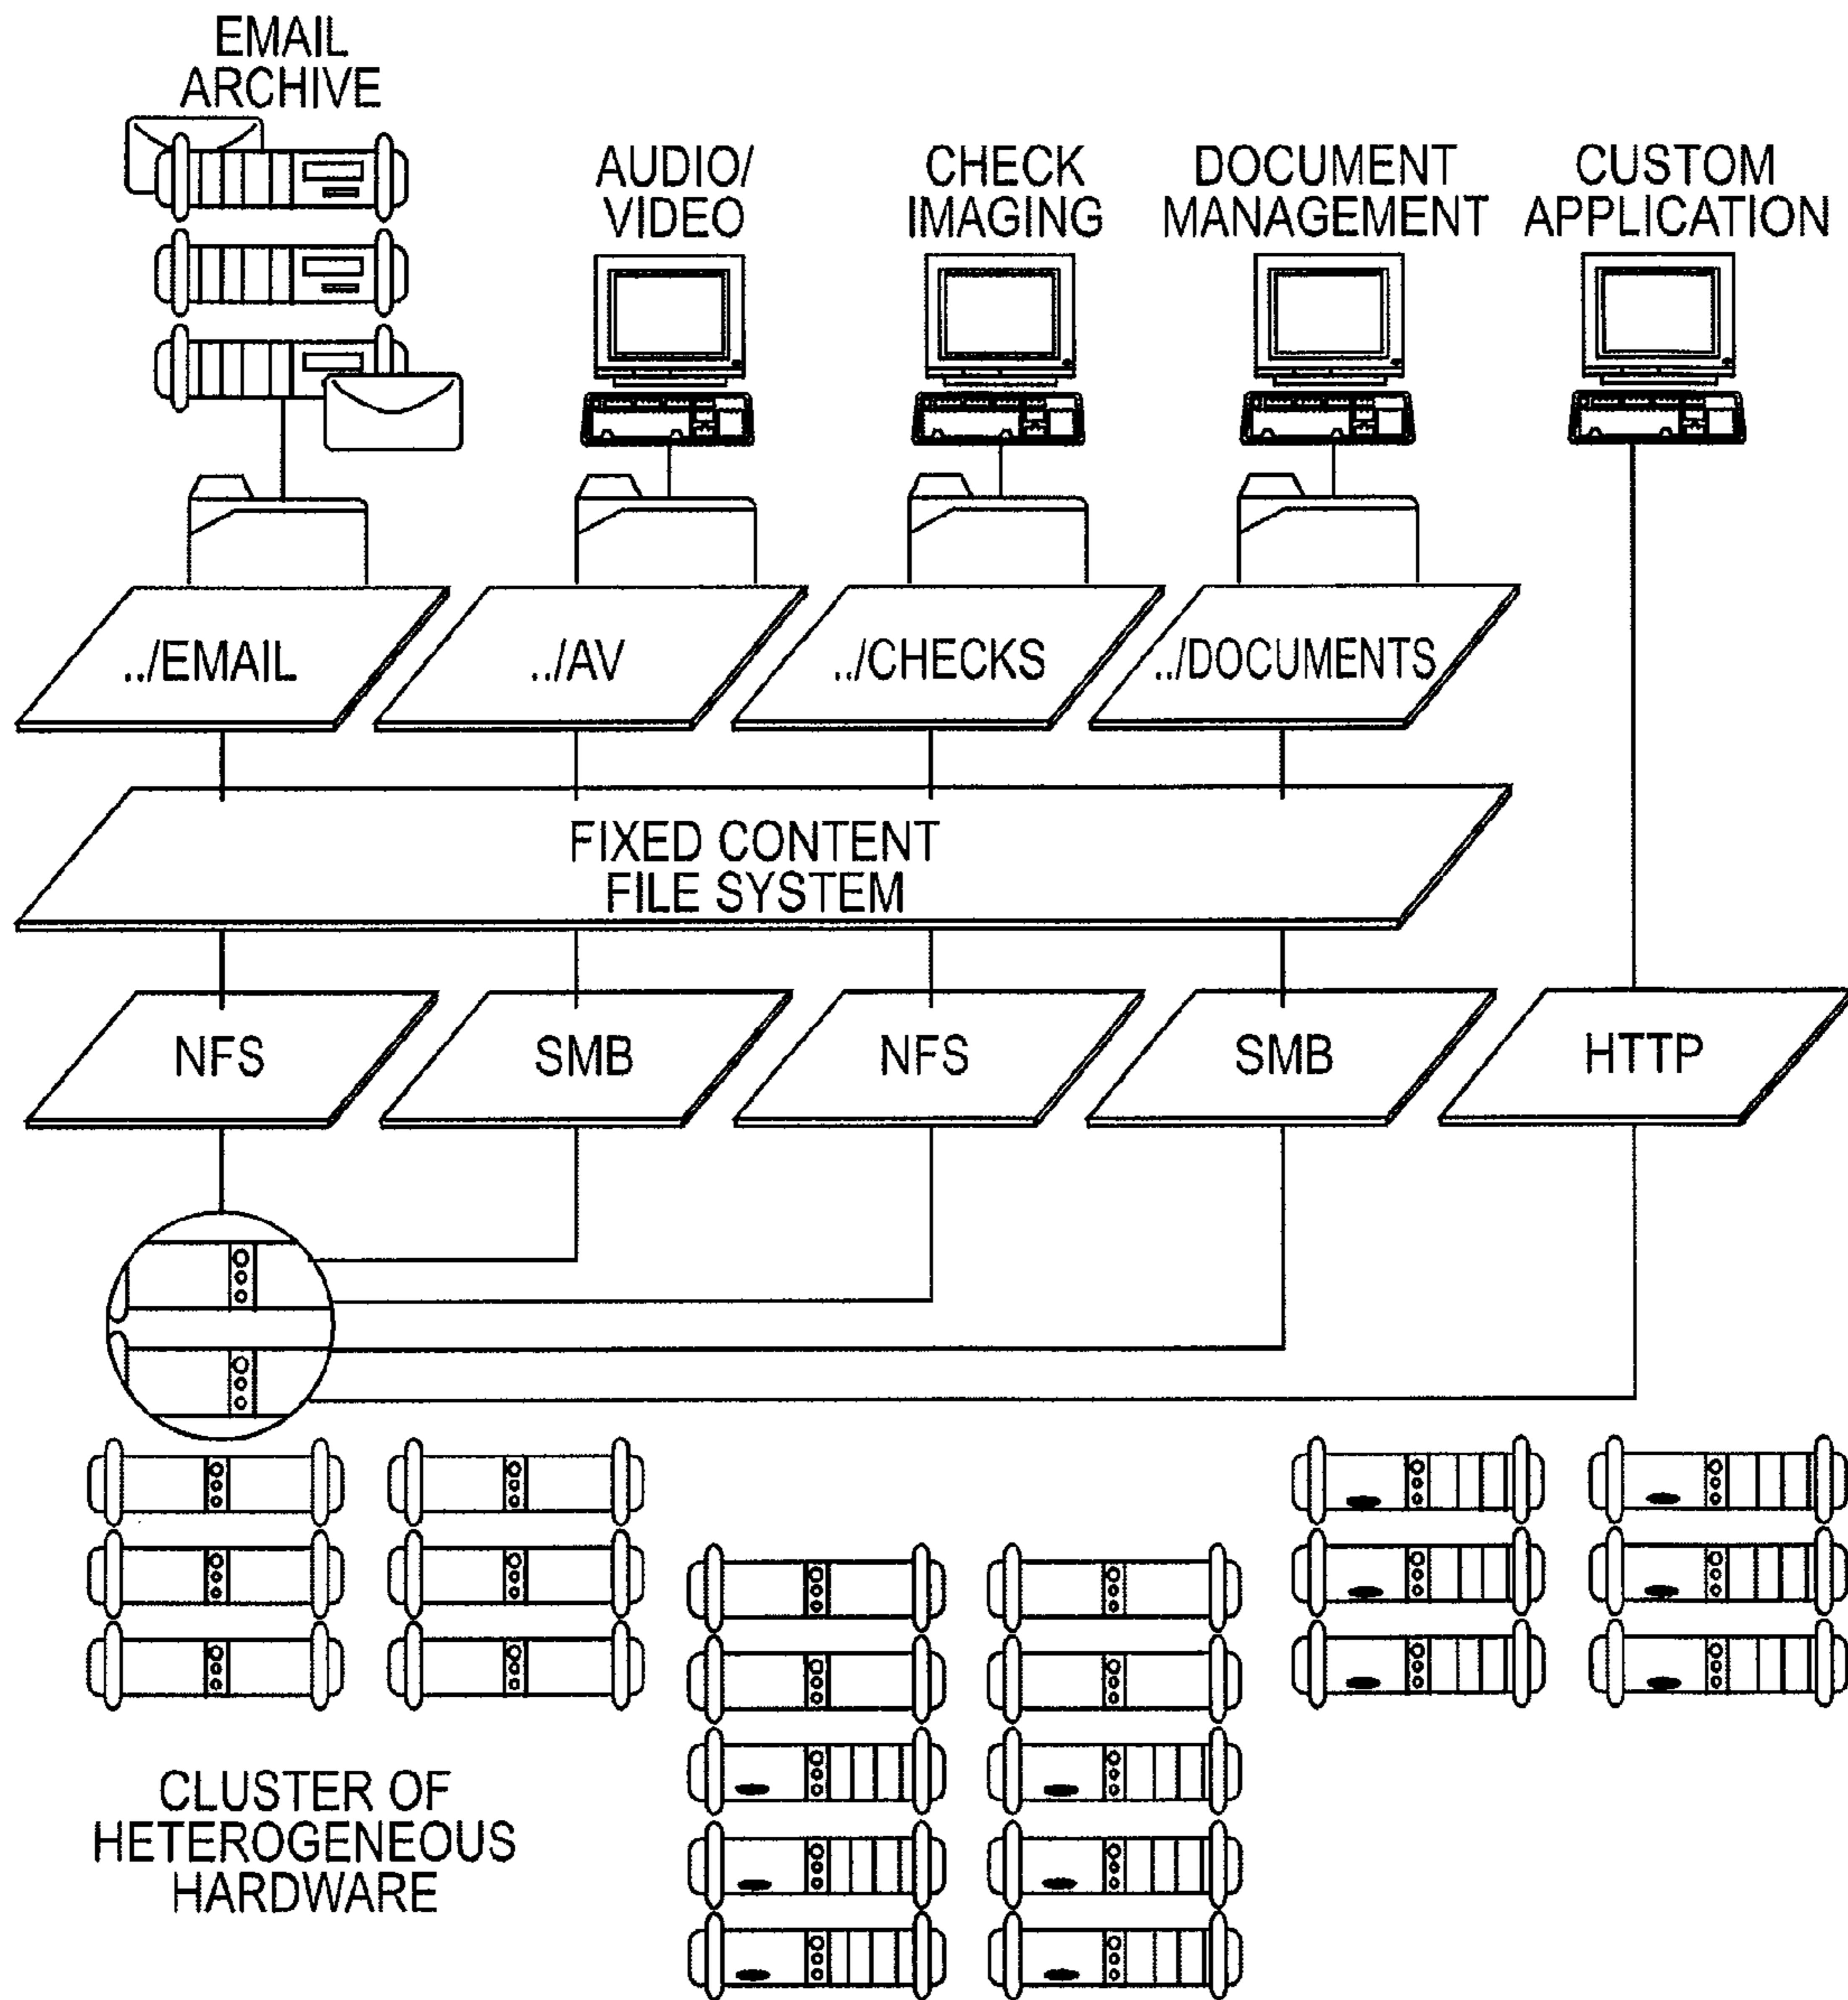 EMAIL
ARCHIVE
AUDIO/
VIDEO
CHECK
IMAGING
DOCUMENT
MANAGEMENT
CUSTOM
APPLICATION
../EMAIL
../AV
../CHECKS
../DOCUMENTS
FIXED CONTENT
FILE SYSTEM
NFS
SMB
NFS
SMB
HTTP
CLUSTER OF
HETEROGENEOUS
HARDWARE